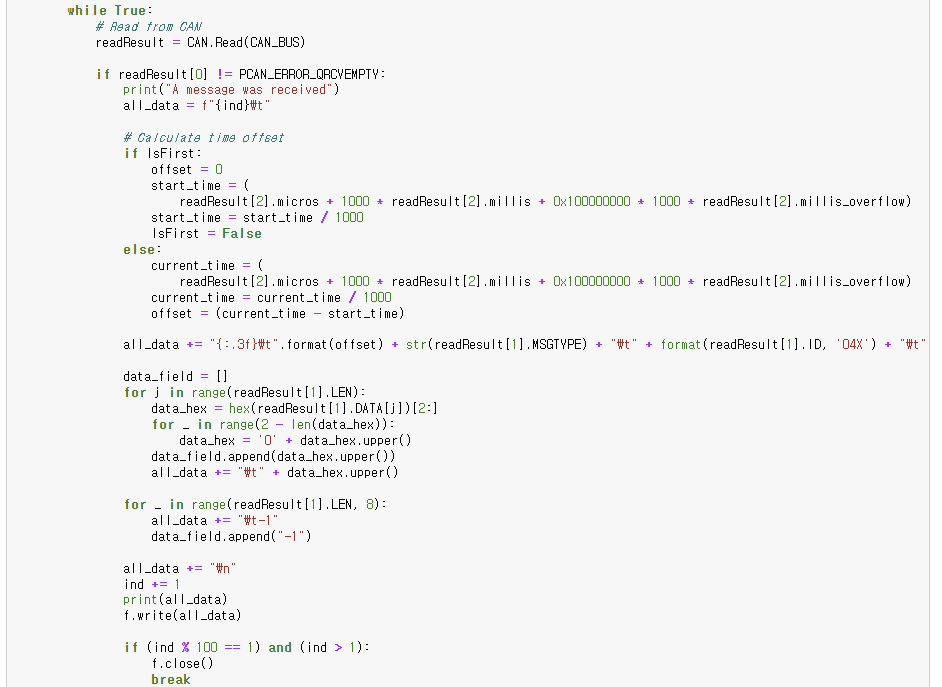 while True:
# Read from CAN
readResult = CAN.Read(CAN_BUS)
if readResult[0] != PCAN_ERROR_QRCVEMPTY:
print("A message was received")
all_data = f"{ind}₩t"
# Calculate time offset
if IsFirst:
offset = 0
start_time = (
readResult[2].micros + 1000 * readResult[2].millis + 0x100000000 * 1000 * readResult[2].millis_overflow)
start_time = start_time / 1000
IsFirst = False
else:
current_time = (
readResult[2].micros + 1000 * readResult[2].millis + 0x100000000 * 1000 * readResult[2].millis_overflow)
current_time = current_time / 1000
offset = (current_time - start_time)
all_data += "{:.3f}₩t".format(offset) + str(readResult[1].MSGTYPE) + "₩t" + format(readResult[1].ID, '04X') + "₩t"
data_field = []
for j in range(readResult[1].LEN):
data_hex = hex(readResult[1].DATA[j])[2:]
for _ in range(2 - len(data_hex)):
data_hex = '0' + data_hex.upper()
data_field.append(data_hex.upper())
all_data += "₩t" + data_hex.upper()
for _ in range(readResult[1].LEN, 8):
all_data += "₩t-1"
data_field.append("-1")
all_data += "₩n"
ind += 1
print(all_data)
f.write(all_data)
if (ind % 100 == 1) and (ind > 1):
f.close()
break